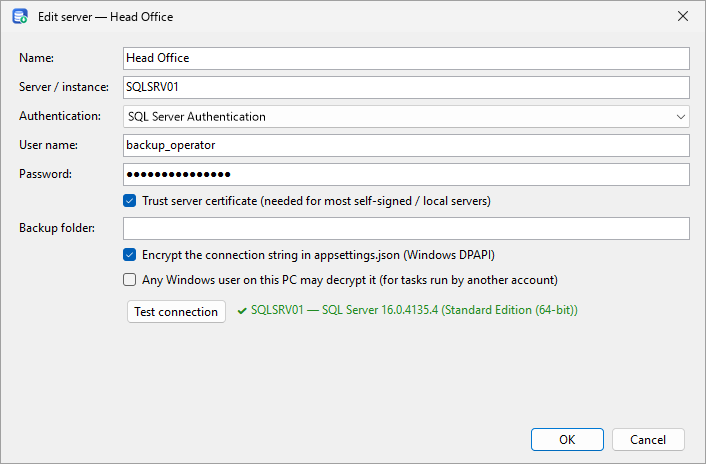 Edit server — Head Office
Name: Head Office
Server / instance: SQLSRV01
Authentication: SQL Server Authentication
User name: backup_operator
Password: ●●●●●●●●●●●●●●●
Trust server certificate (needed for most self-signed / local servers)
Backup folder:
Encrypt the connection string in appsettings.json (Windows DPAPI)
Any Windows user on this PC may decrypt it (for tasks run by another account)
Test connection ✔ SQLSRV01 — SQL Server 16.0.4135.4 (Standard Edition (64-bit))
OK Cancel